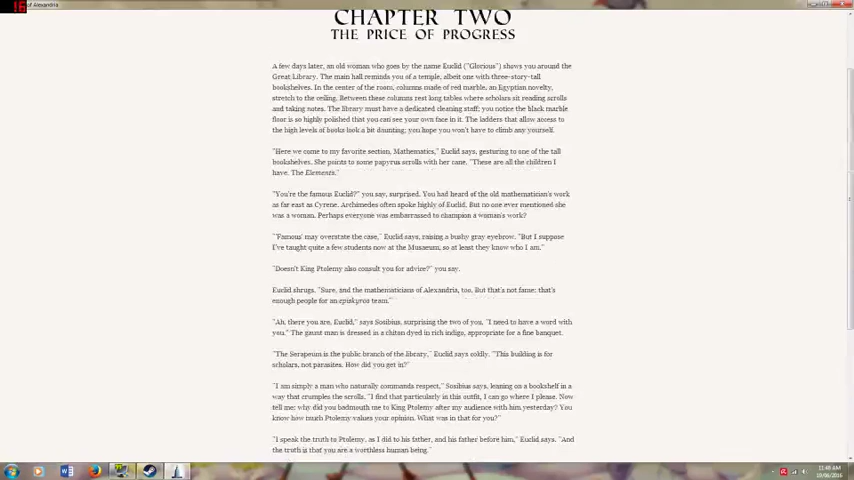 16
of Alexandria
CHAPTER TWO
THE PRICE OF PROGRESS
A few days later, an old woman who goes by the name Euclid ("Glorious") shows you around the
Great Library. The main hall reminds you of a temple, albeit one with three-story-tall
bookshelves. In the center of the room, columns made of red marble, an Egyptian novelty,
stretch to the ceiling. Between these columns rest long tables where scholars sit reading scrolls
and taking notes. The library must have a dedicated cleaning staff; you notice the black marble
floor is so highly polished that you can see your own face in it. The ladders that allow access to
the high levels of books look a bit daunting; you hope you won't have to climb any yourself.
"Here we come to my favorite section, Mathematics," Euclid says, gesturing to one of the tall
bookshelves. She points to some papyrus scrolls with her cane. "These are all the children I
have. The Elements."
"You're the famous Euclid?" you say, surprised. You had heard of the old mathematician's work
as far east as Cyrene. Archimedes often spoke highly of Euclid. But no one ever mentioned she
was a woman. Perhaps everyone was embarrassed to champion a woman's work?
"'Famous' may overstate the case," Euclid says, raising a bushy gray eyebrow. "But I suppose
I've taught quite a few students now at the Musaeum, so at least they know who I am."
"Doesn't King Ptolemy also consult you for advice?" you say.
Euclid shrugs. "Sure, and the mathematicians of Alexandria, too. But that's not fame: that's
enough people for an episkyros team."
"Ah, there you are, Euclid," says Sosibius, surprising the two of you. "I need to have a word with
you." The gaunt man is dressed in a chiton dyed in rich indigo, appropriate for a fine banquet.
"The Serapeum is the public branch of the library," Euclid says coldly. "This building is for
scholars, not parasites. How did you get in?"
"I am simply a man who naturally commands respect," Sosibius says, leaning on a bookshelf in a
way that crumples the scrolls. "I find that particularly in this outfit, I can go where I please. Now
tell me: why did you badmouth me to King Ptolemy after my audience with him yesterday? You
know how much Ptolemy values your opinion. What was in that for you?"
"I speak the truth to Ptolemy, as I did to his father, and his father before him," Euclid says. "And
the truth is that you are a worthless human being."
11:48 AM
19/06/2016